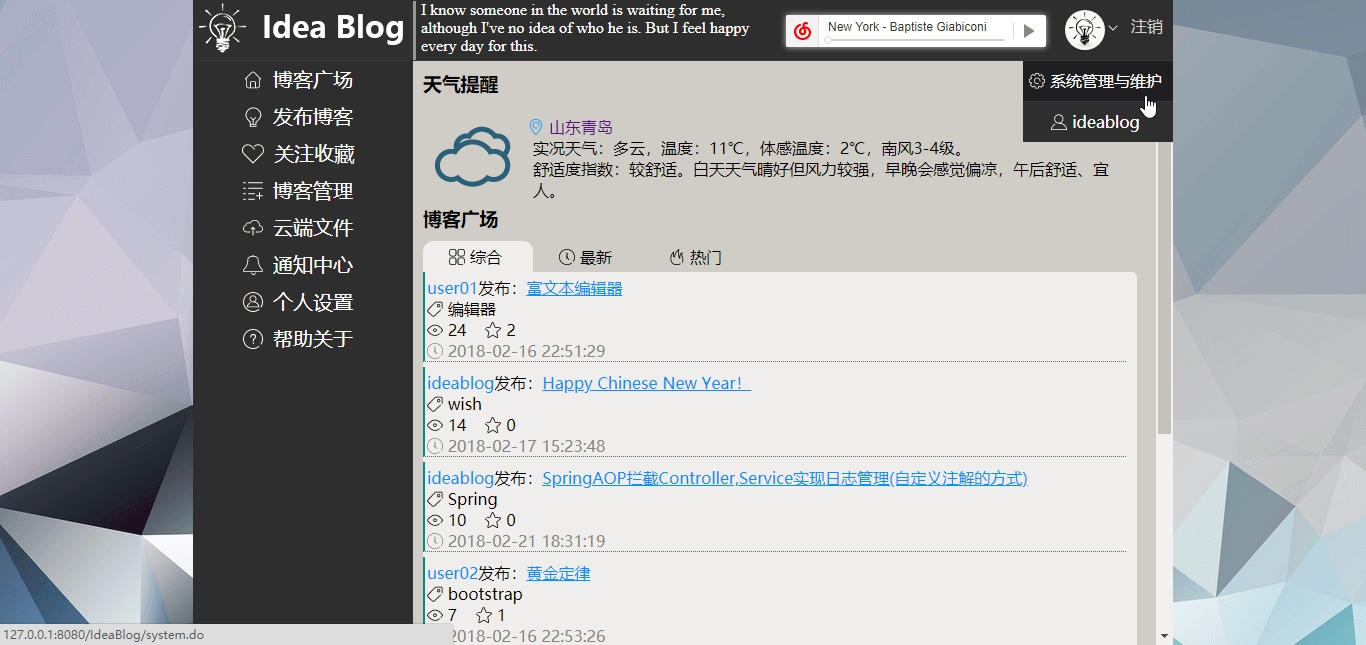 Idea Blog
I know someone in the world is waiting for me,
although I've no idea of who he is. But I feel happy
every day for this.
New York - Baptiste Giabiconi
注销
系统管理与维护
ideablog
博客广场
发布博客
关注收藏
博客管理
云端文件
通知中心
个人设置
帮助关于
天气提醒
山东青岛
实况天气：多云，温度：11℃，体感温度：2℃，南风3-4级。
舒适度指数：较舒适。白天天气晴好但风力较强，早晚会感觉偏凉，午后舒适、宜
人。
博客广场
综合 最新 热门
user01发布：富文本编辑器
编辑器
24 2
2018-02-16 22:51:29
ideablog发布：Happy Chinese New Year！
wish
14 0
2018-02-17 15:23:48
ideablog发布：SpringAOP拦截Controller,Service实现日志管理(自定义注解的方式)
Spring
10 0
2018-02-21 18:31:19
user02发布：黄金定律
bootstrap
7 1
2018-02-16 22:53:26
127.0.0.1:8080/IdeaBlog/system.do